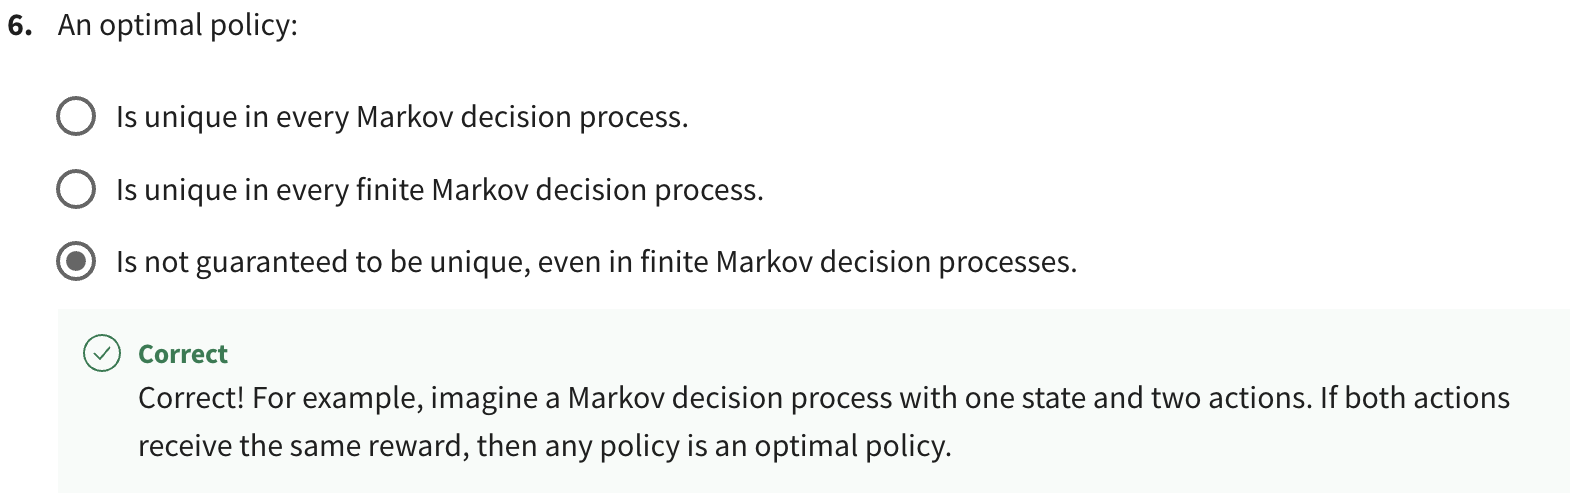 6. An optimal policy:
Is unique in every Markov decision process.
Is unique in every finite Markov decision process.
Is not guaranteed to be unique, even in finite Markov decision processes.
Correct
Correct! For example, imagine a Markov decision process with one state and two actions. If both actions
receive the same reward, then any policy is an optimal policy.